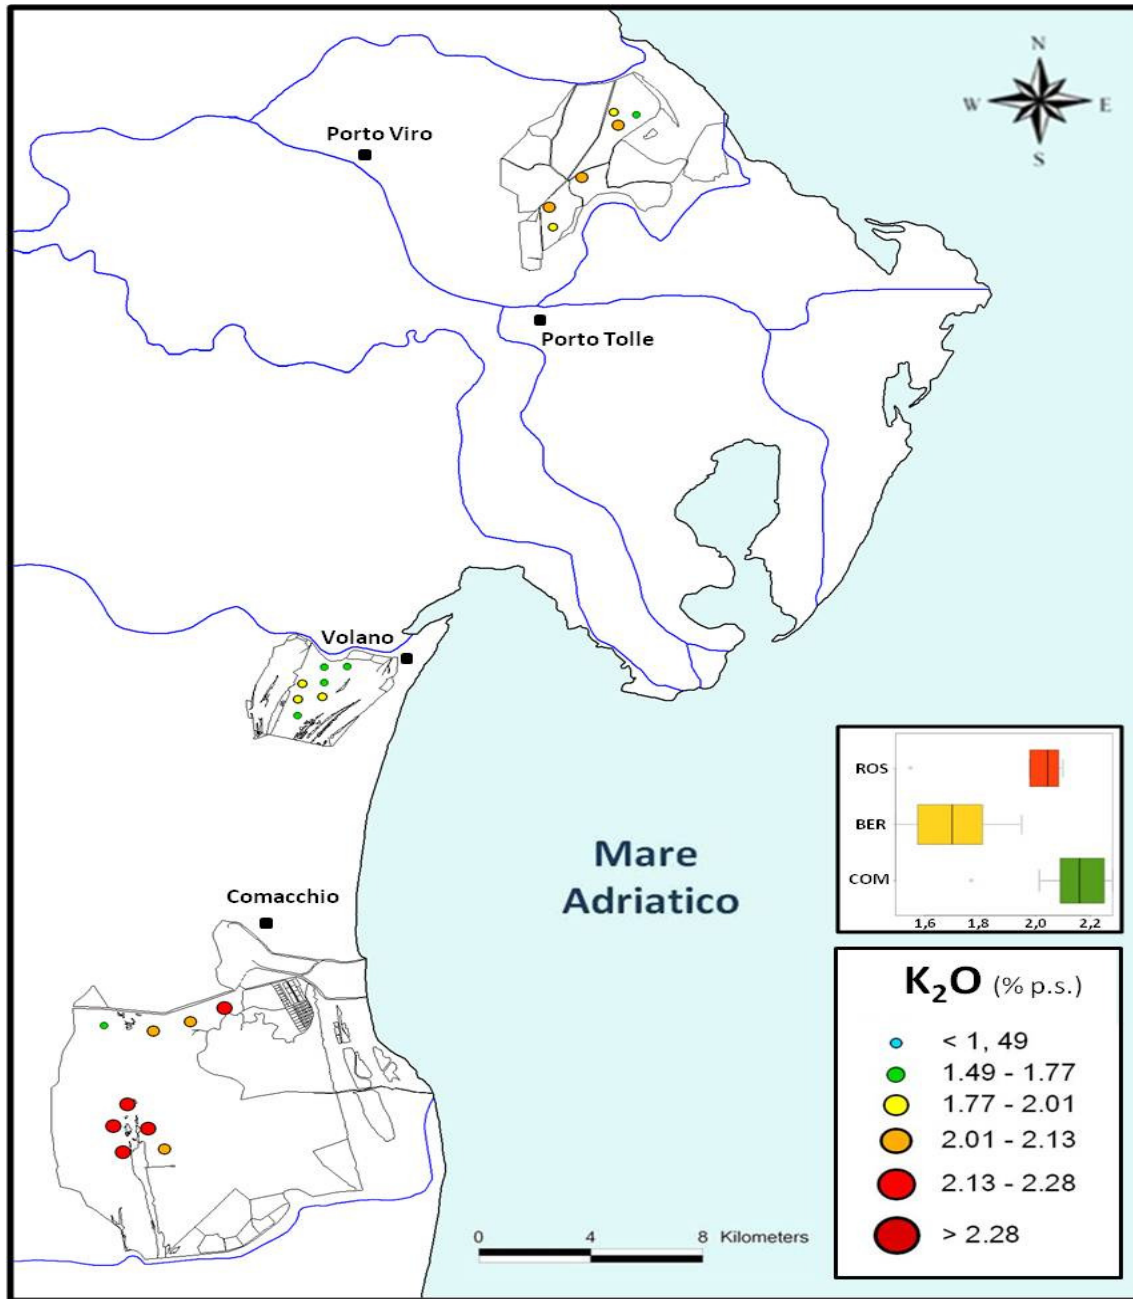 N
W E
S
Porto Viro
Porto Tolle
Volano
Comacchio
Mare
Adriatico
ROS
BER
COM
1,6 1,8 2,0 2,2
K₂O (% p.s.)
< 1, 49
1.49 - 1.77
1.77 - 2.01
2.01 - 2.13
2.13 - 2.28
> 2.28
0 4 8 Kilometers